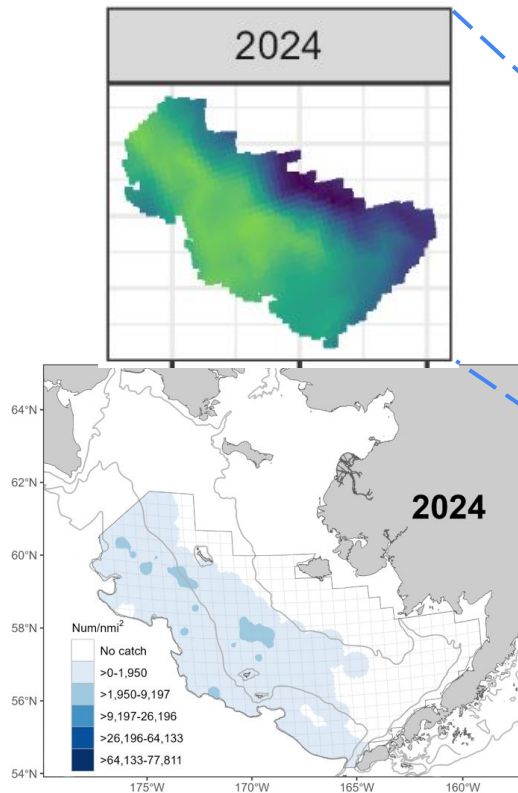 2024
64°N
62°N
2024
60°N
58°N
56°N
54°N
Num/nmi²
No catch
>0-1,950
>1,950-9,197
>9,197-26,196
>26,196-64,133
>64,133-77,811
175°W 170°W 165°W 160°W